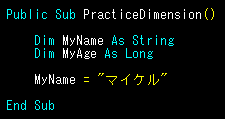 Public Sub PracticeDimension()
Dim MyName As String
Dim MyAge As Long
MyName = "マイケル"
End Sub